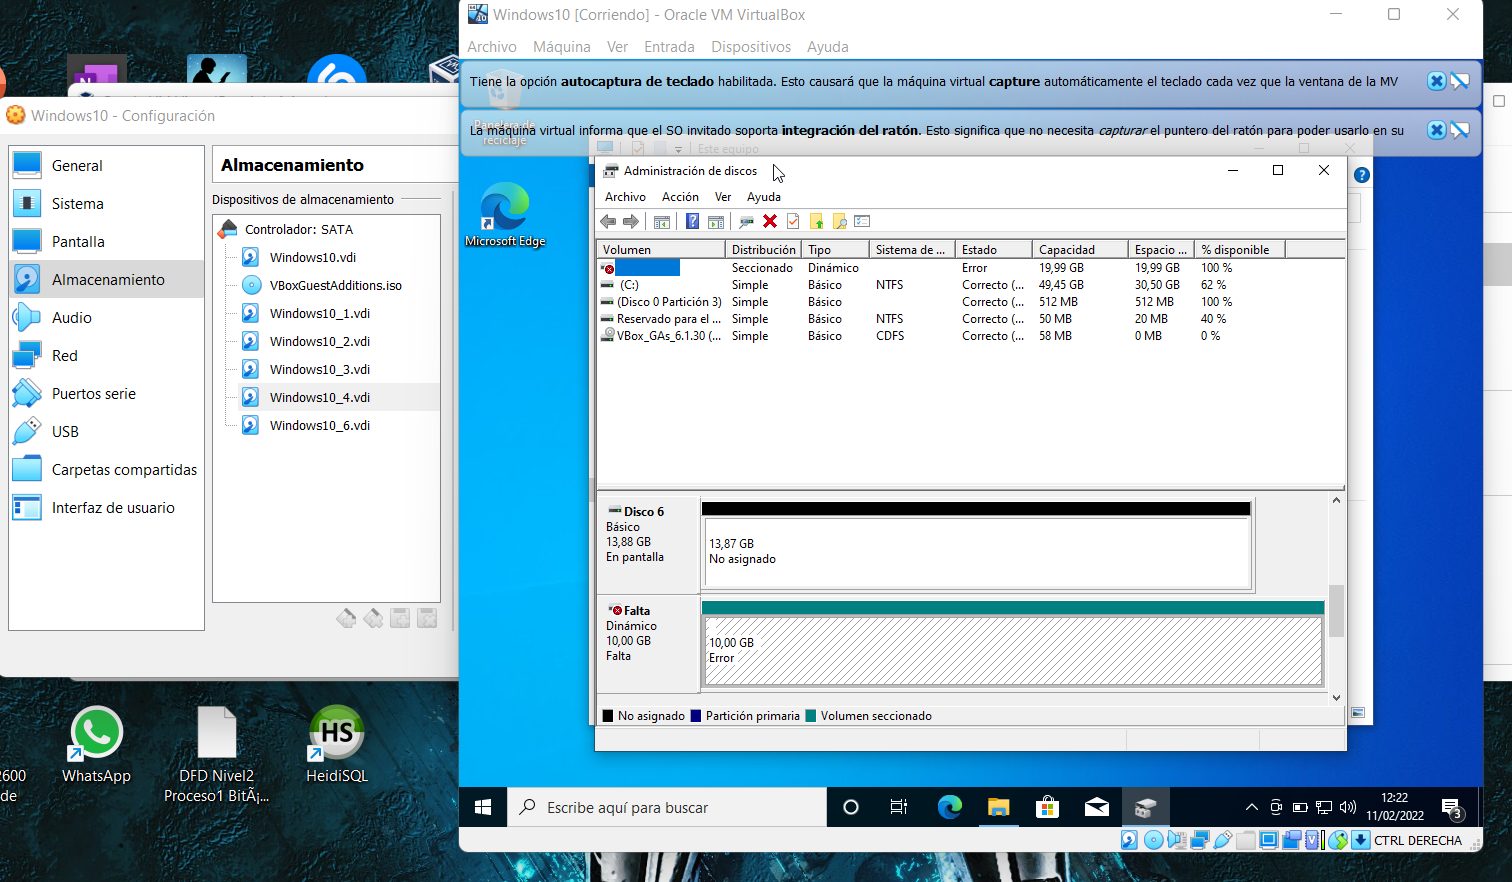 Windows10 [Corriendo] - Oracle VM VirtualBox
Archivo Máquina Ver Entrada Dispositivos Ayuda
Tiene la opción autocaptura de teclado habilitada. Esto causará que la máquina virtual capture automáticamente el teclado cada vez que la ventana de la MV
La máquina virtual informa que el SO invitado soporta integración del ratón. Esto significa que no necesita capturar el puntero del ratón para poder usarlo en su
Papelera de
reciclaje
Este equipo
Microsoft Edge
Windows10 - Configuración
General
Sistema
Pantalla
Almacenamiento
Audio
Red
Puertos serie
USB
Carpetas compartidas
Interfaz de usuario
Almacenamiento
Dispositivos de almacenamiento
Controlador: SATA
Windows10.vdi
VBoxGuestAdditions.iso
Windows10_1.vdi
Windows10_2.vdi
Windows10_3.vdi
Windows10_4.vdi
Windows10_6.vdi
Administración de discos
Archivo Acción Ver Ayuda
Volumen Distribución Tipo Sistema de ... Estado Capacidad Espacio ... % disponible
Seccionado Dinámico Error 19,99 GB 19,99 GB 100 %
(C:) Simple Básico NTFS Correcto (... 49,45 GB 30,50 GB 62 %
(Disco 0 Partición 3) Simple Básico Correcto (... 512 MB 512 MB 100 %
Reservado para el ... Simple Básico NTFS Correcto (... 50 MB 20 MB 40 %
VBox_GAs_6.1.30 (... Simple Básico CDFS Correcto (... 58 MB 0 MB 0 %
Disco 6
Básico
13,88 GB
En pantalla
13,87 GB
No asignado
Falta
Dinámico
10,00 GB
Falta
10,00 GB
Error
No asignado Partición primaria Volumen seccionado
2600
de
WhatsApp
DFD Nivel2
Proceso1 BitÃ¡...
HS
HeidiSQL
Escribe aquí para buscar
12:22
11/02/2022
3
CTRL DERECHA